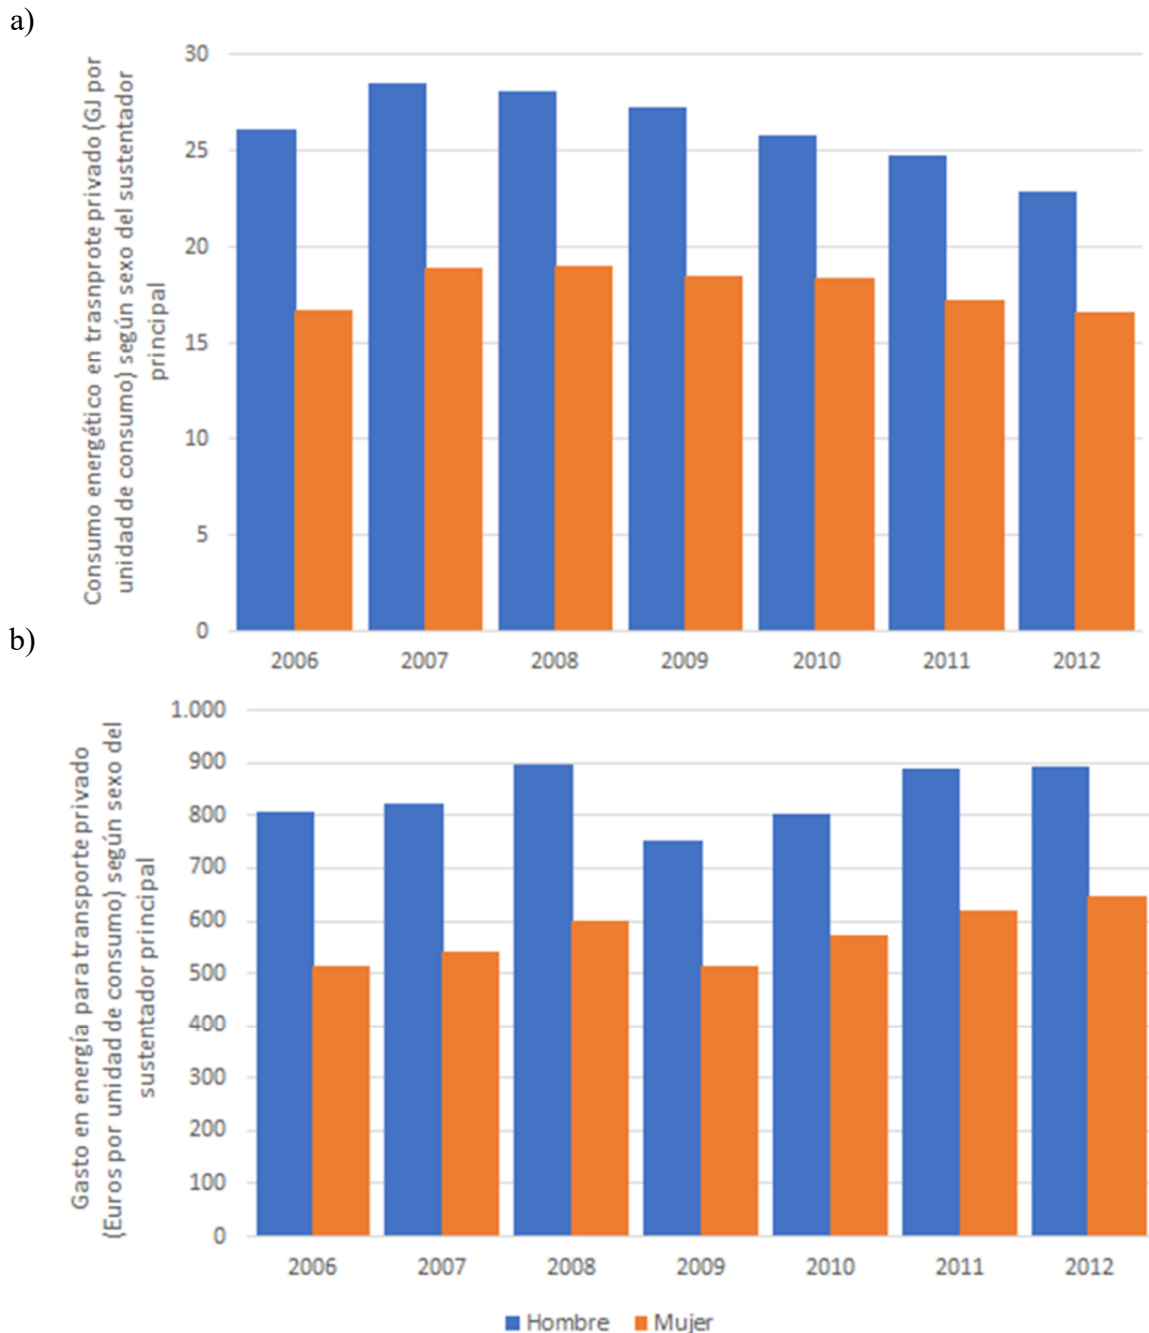 a)
Consumo energético en trasnprote privado (GJ por
unidad de consumo) según sexo del sustentador
principal
30
25
20
15
10
5
0
2006 2007 2008 2009 2010 2011 2012
b)
Gasto en energía para transporte privado
(Euros por unidad de consumo) según sexo del
sustentador principal
1.000
900
800
700
600
500
400
300
200
100
0
2006 2007 2008 2009 2010 2011 2012
Hombre Mujer